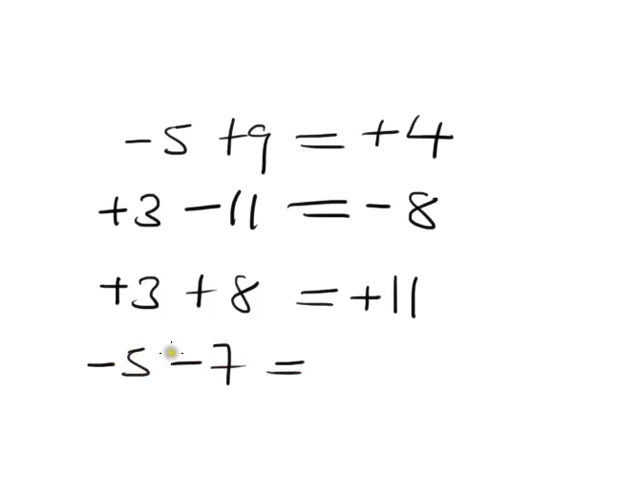 -5 +9 = +4
+3 -11 = -8
+3 +8 = +11
-5 -7 =